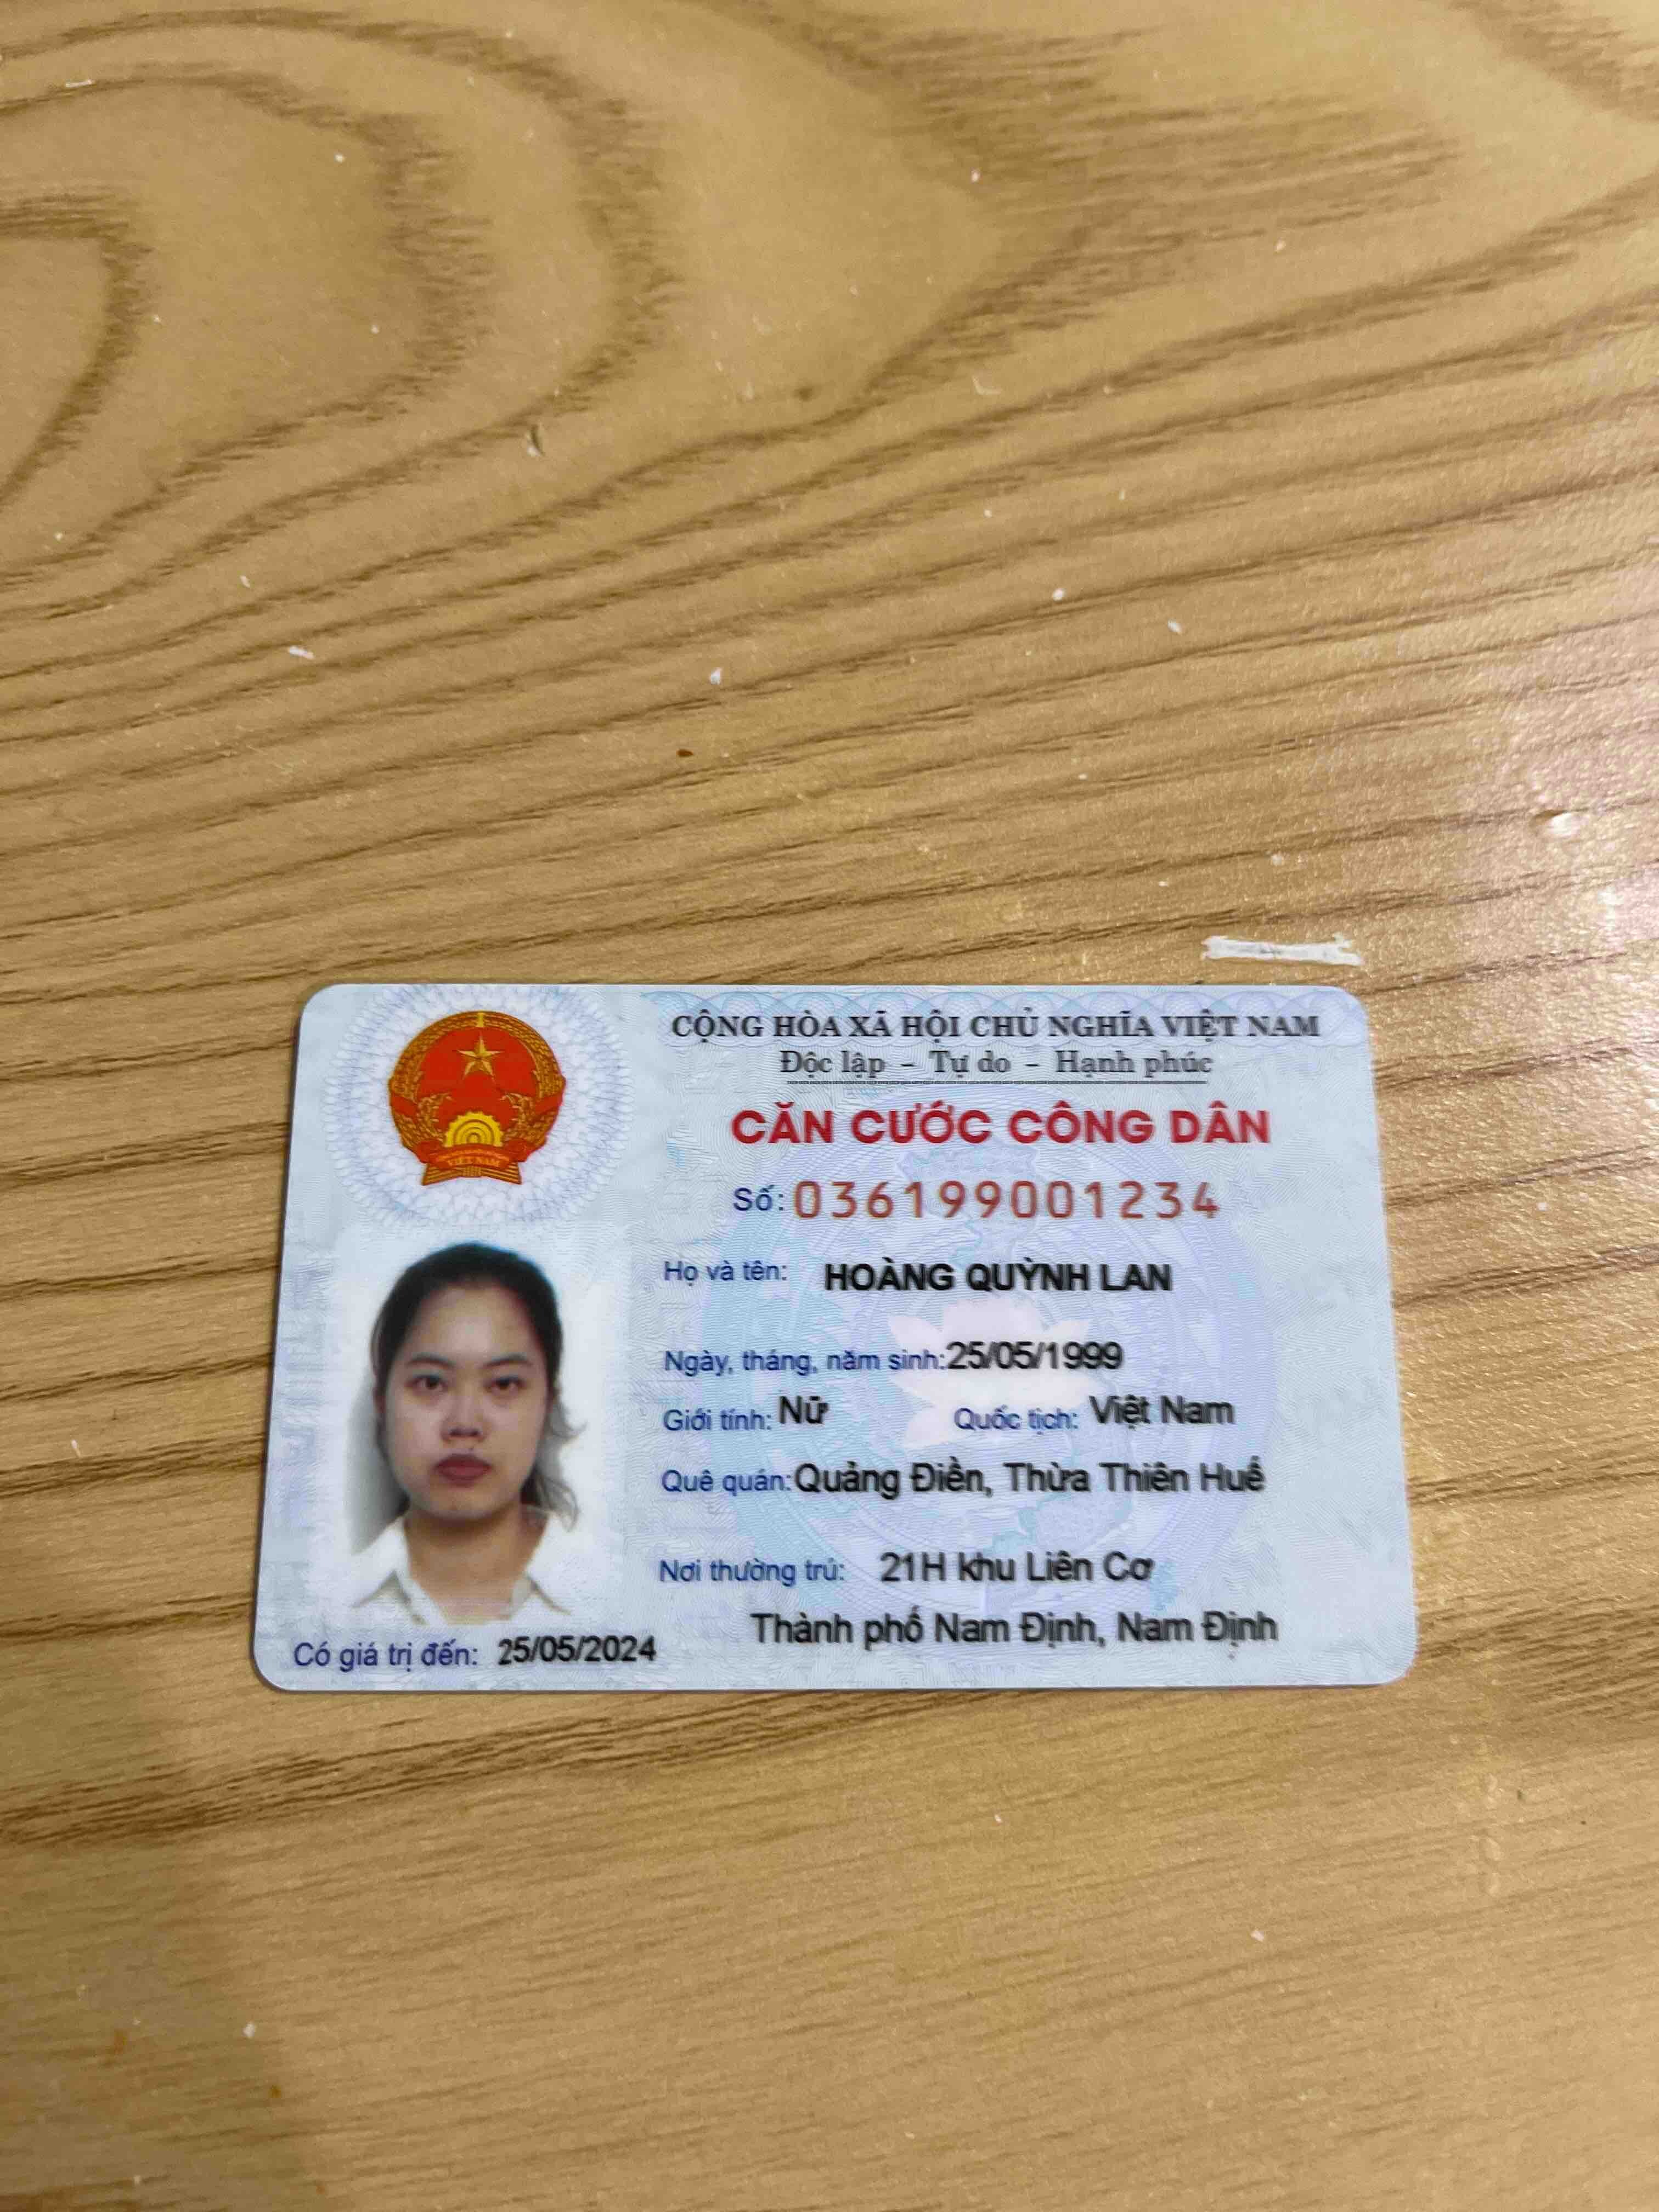 CỘNG HÒA XÃ HỘI CHỦ NGHĨA VIỆT NAM
Độc lập – Tự do – Hạnh phúc
CĂN CƯỚC CÔNG DÂN
Số: 036199001234
Họ và tên: HOÀNG QUỲNH LAN
Ngày, tháng, năm sinh: 25/05/1999
Giới tính: Nữ Quốc tịch: Việt Nam
Quê quán: Quảng Điền, Thừa Thiên Huế
Nơi thường trú: 21H khu Liên Cơ
Thành phố Nam Định, Nam Định
Có giá trị đến: 25/05/2024
VIỆT NAM